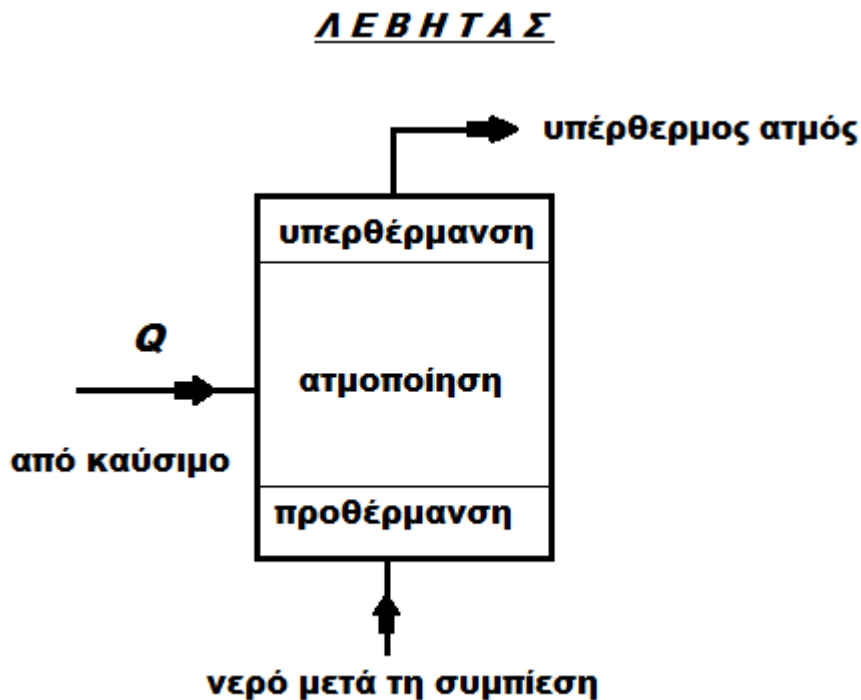 ΛΕΒΗΤΑΣ
υπέρθερμος ατμός
υπερθέρμανση
Q
ατμοποίηση
από καύσιμο
προθέρμανση
νερό μετά τη συμπίεση